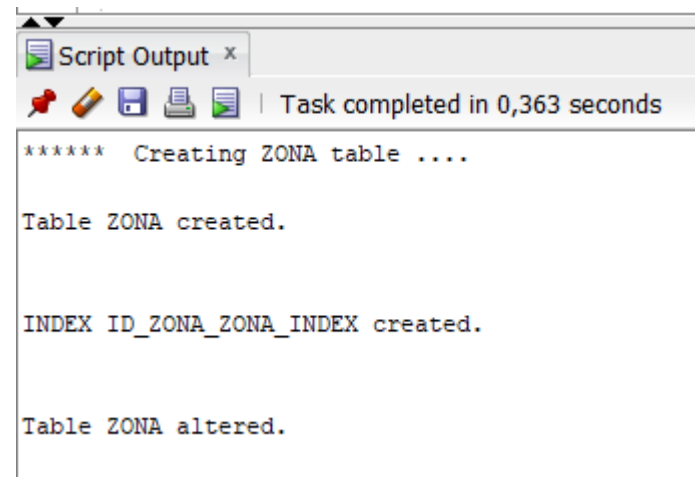 Script Output x
Task completed in 0,363 seconds
****** Creating ZONA table ....
Table ZONA created.
INDEX ID_ZONA_ZONA_INDEX created.
Table ZONA altered.